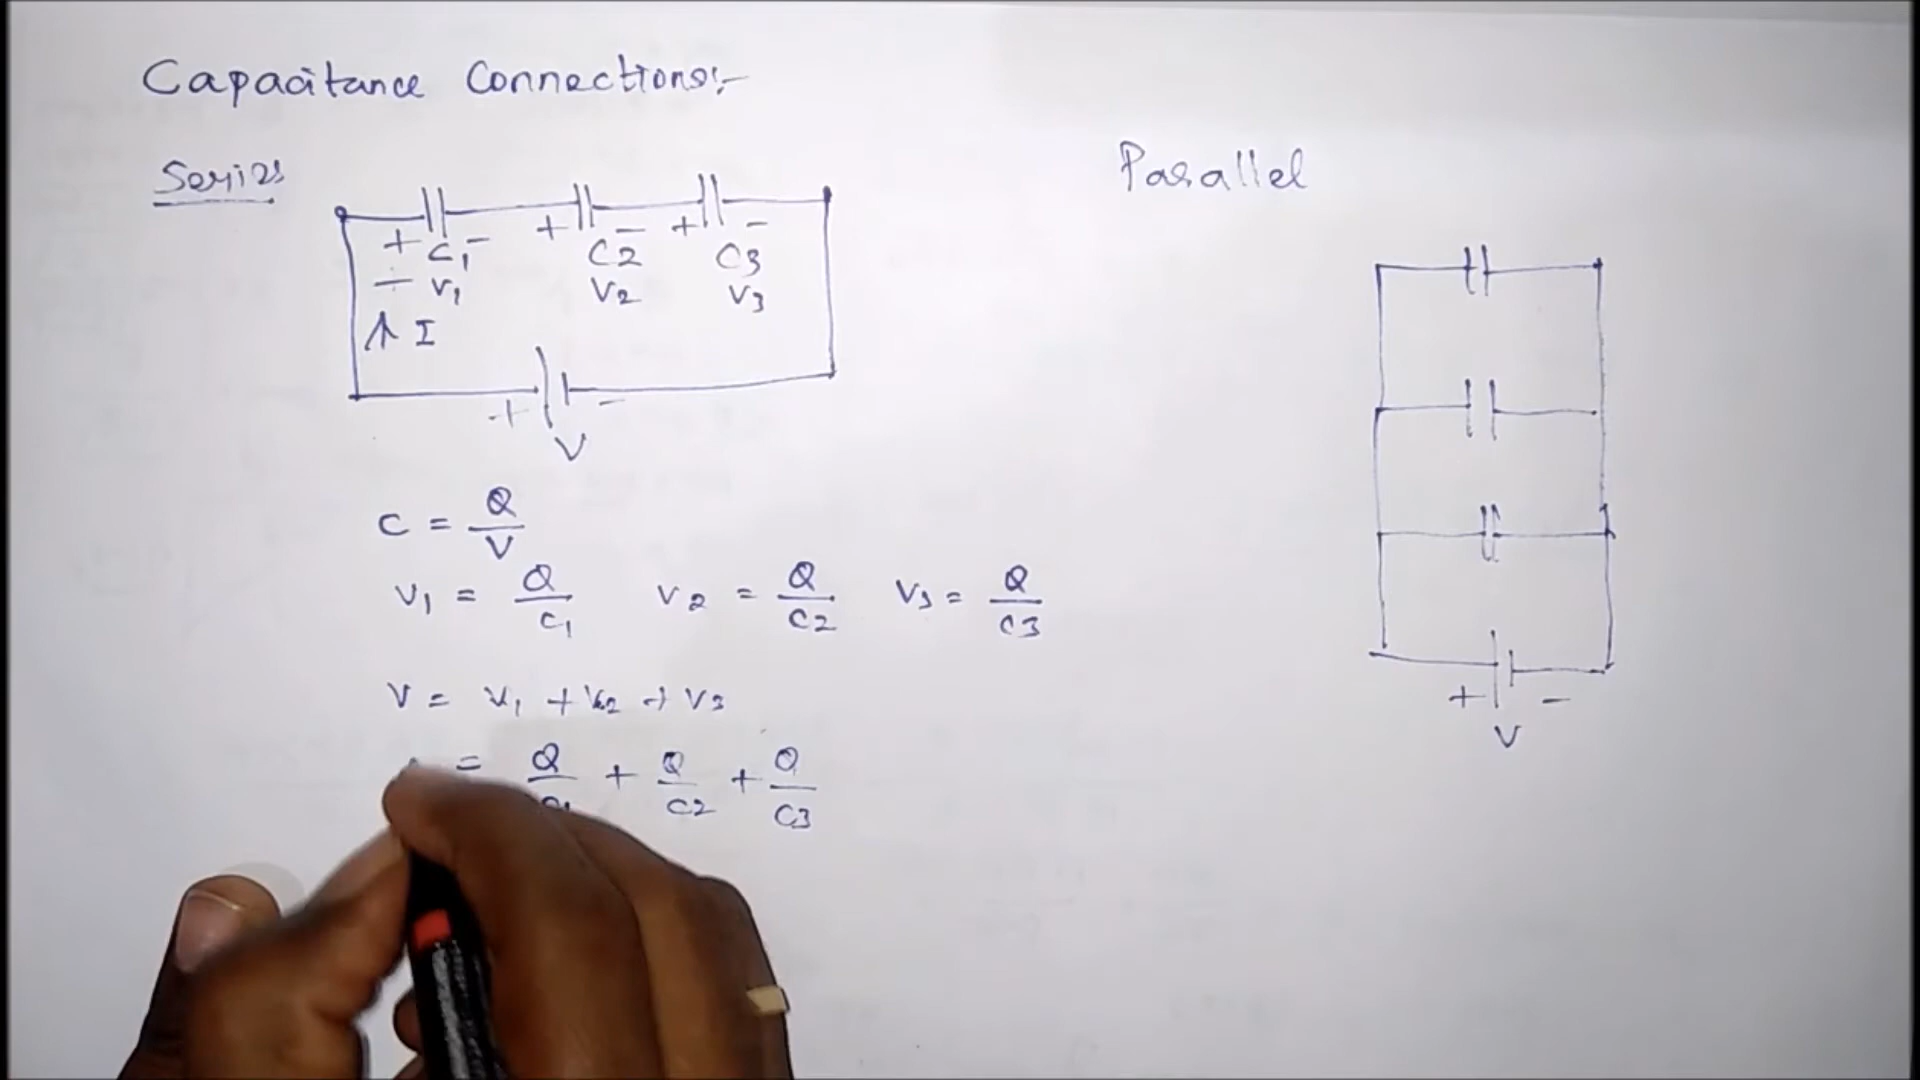 Capacitance Connections:-
Series
Parallel
+ C1 - + C2 - + C3 -
V1 V2 V3
↑ I
+ -
V
C = Q/V
V1 = Q/C1 V2 = Q/C2 V3 = Q/C3
V = V1 + V2 + V3
= Q/C1 + Q/C2 + Q/C3
+ -
V